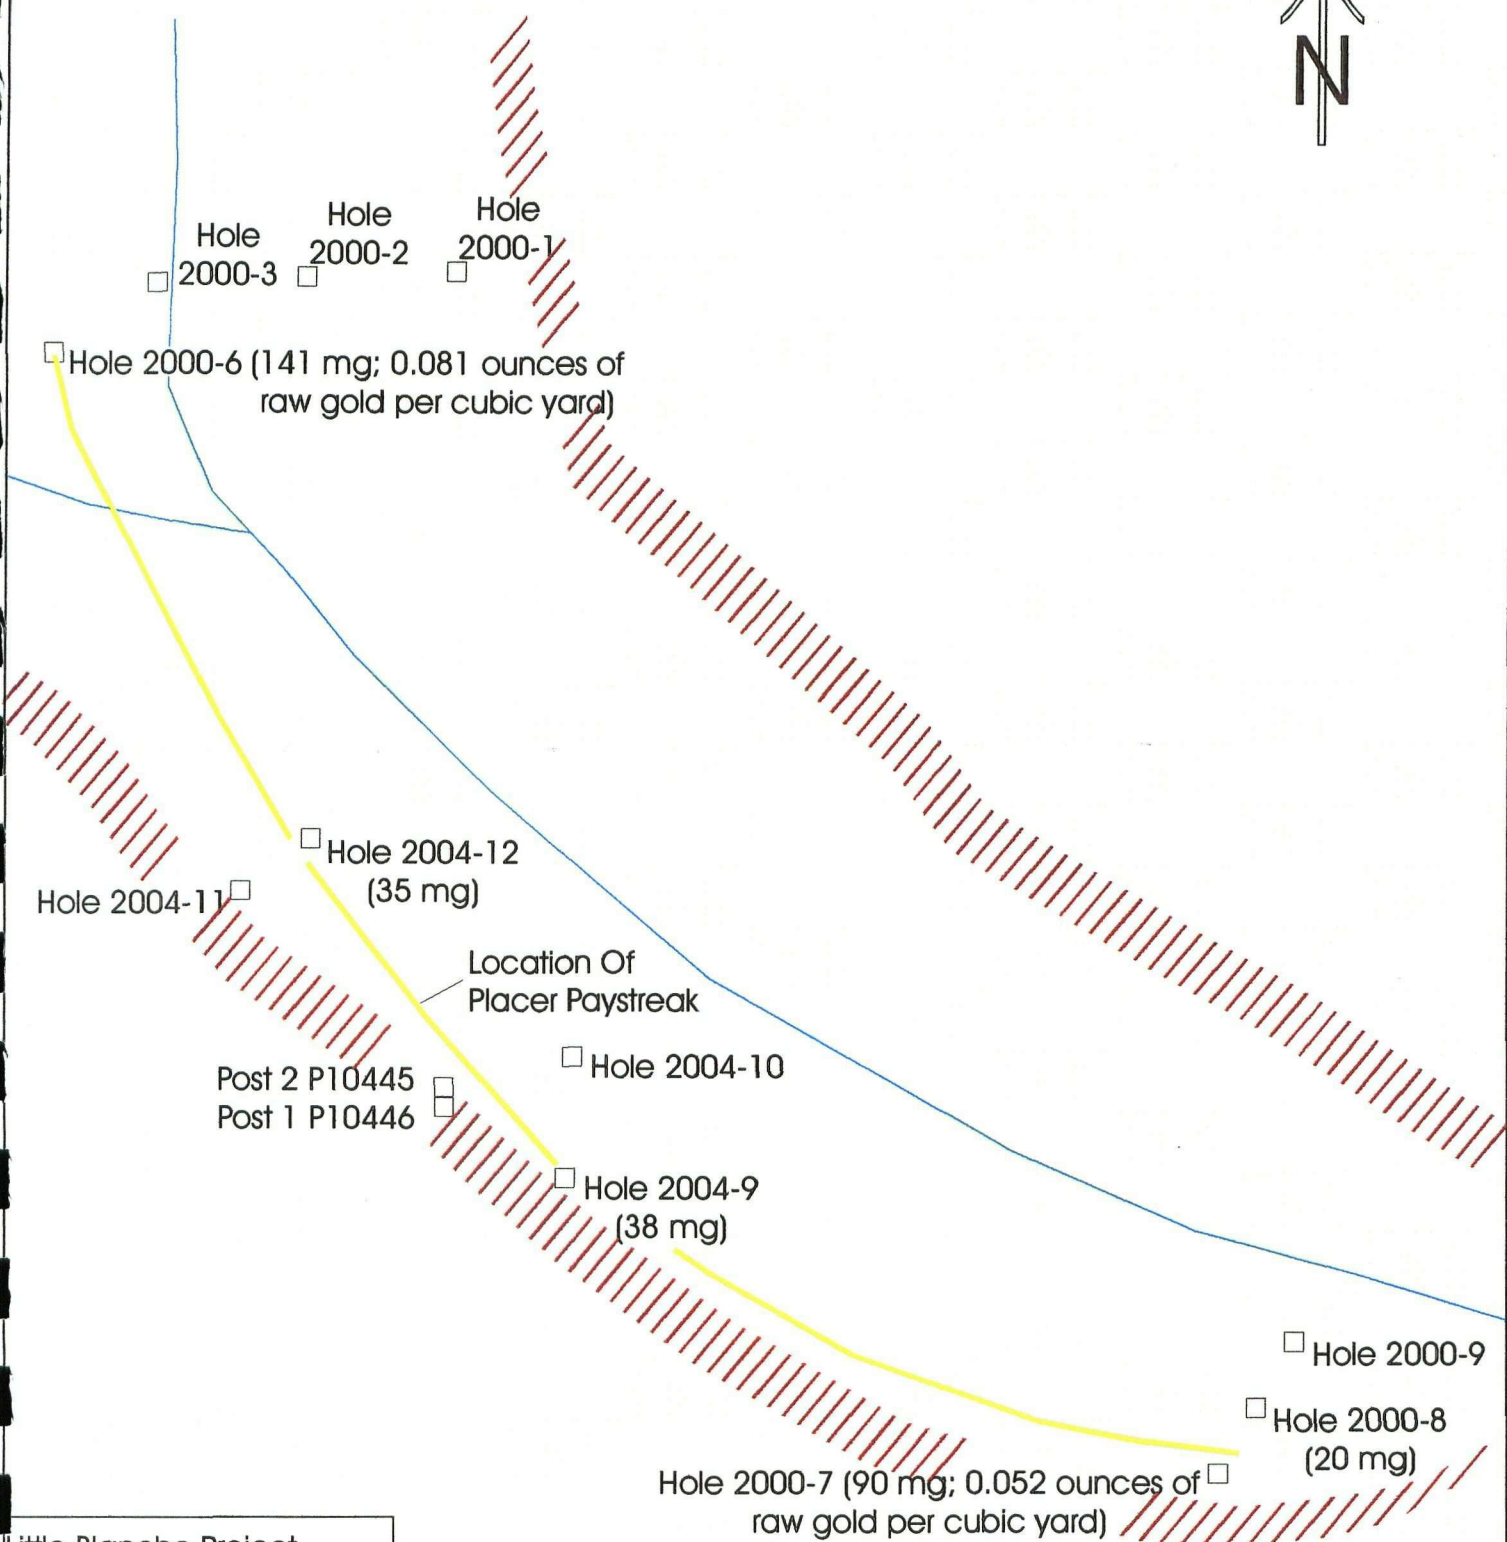 N
Hole
2000-3
Hole
2000-2
Hole
2000-1
Hole 2000-6 (141 mg; 0.081 ounces of
raw gold per cubic yard)
Hole 2004-12
(35 mg)
Hole 2004-11
Location Of
Placer Paystreak
Hole 2004-10
Post 2 P10445
Post 1 P10446
Hole 2004-9
(38 mg)
Hole 2000-9
Hole 2000-8
(20 mg)
Hole 2000-7 (90 mg; 0.052 ounces of
raw gold per cubic yard)
Little Blanche Project